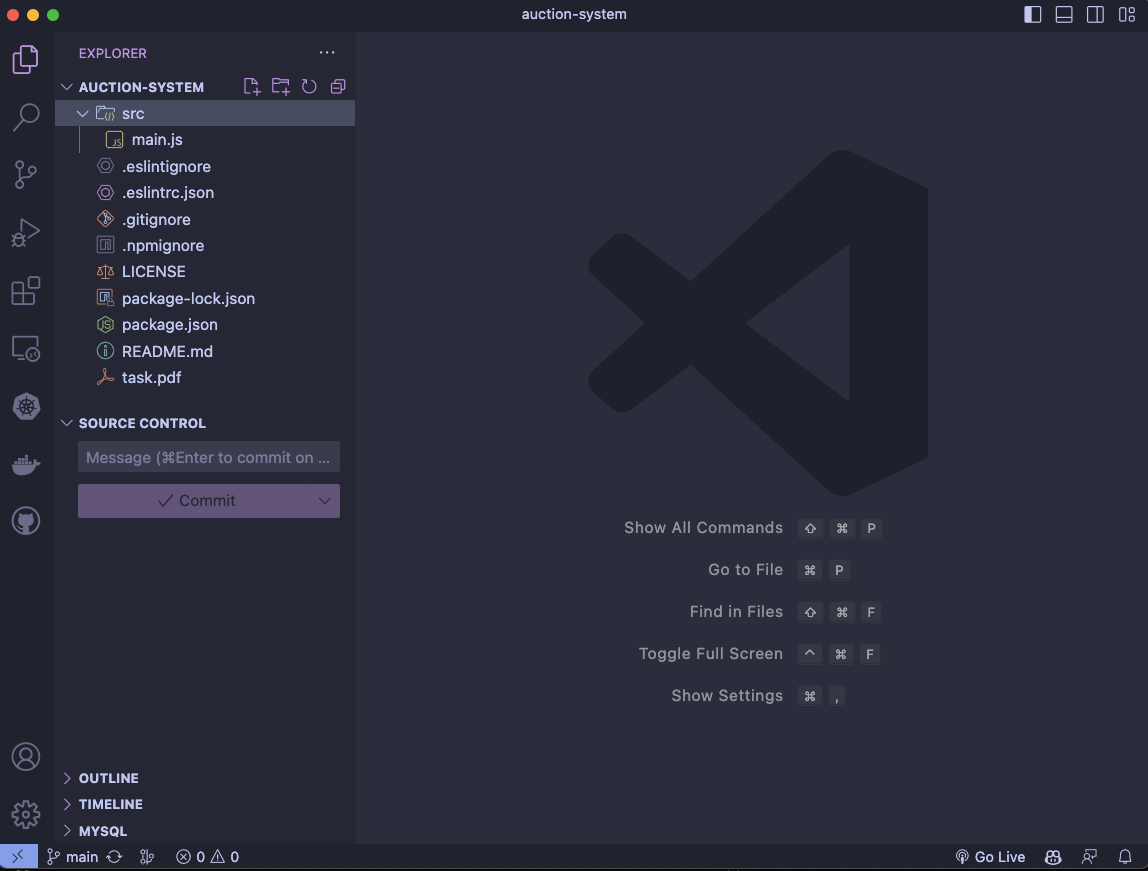 auction-system
EXPLORER
AUCTION-SYSTEM
src
main.js
.eslintignore
.eslintrc.json
.gitignore
.npmignore
LICENSE
package-lock.json
package.json
README.md
task.pdf
SOURCE CONTROL
Message (⌘Enter to commit on ...
Commit
OUTLINE
TIMELINE
MYSQL
Show All Commands ⇧ ⌘ P
Go to File ⌘ P
Find in Files ⇧ ⌘ F
Toggle Full Screen ^ ⌘ F
Show Settings ⌘ ,
main 0 0 Go Live